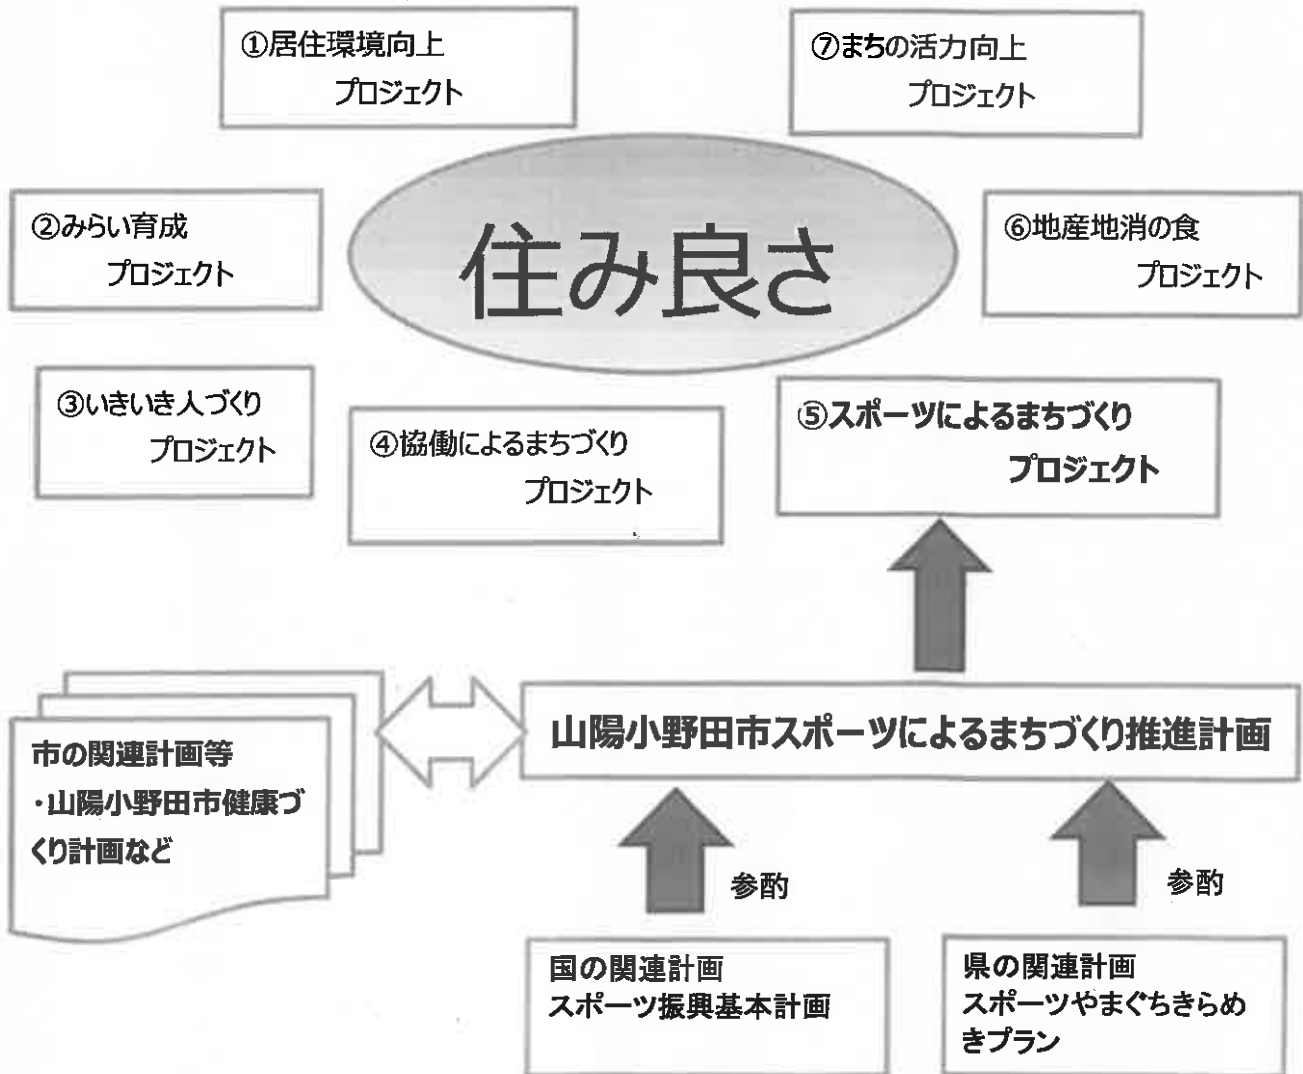 ①居住環境向上
プロジェクト
⑦まちの活力向上
プロジェクト
②みらい育成
プロジェクト
住み良さ
⑥地産地消の食
プロジェクト
③いきいき人づくり
プロジェクト
④協働によるまちづくり
プロジェクト
⑤スポーツによるまちづくり
プロジェクト
市の関連計画等
・山陽小野田市健康づ
くり計画など
山陽小野田市スポーツによるまちづくり推進計画
参酌
参酌
国の関連計画
スポーツ振興基本計画
県の関連計画
スポーツやまぐちきらめ
きプラン